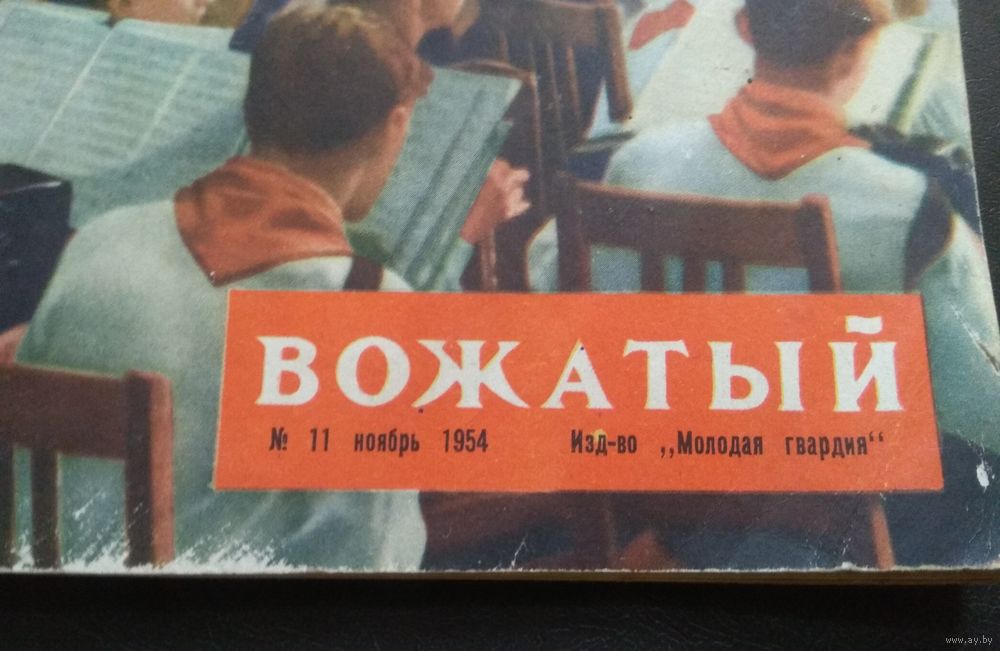 ВОЖАТЫЙ
№ 11 ноябрь 1954 Изд-во „Молодая гвардия“
www.ay.by